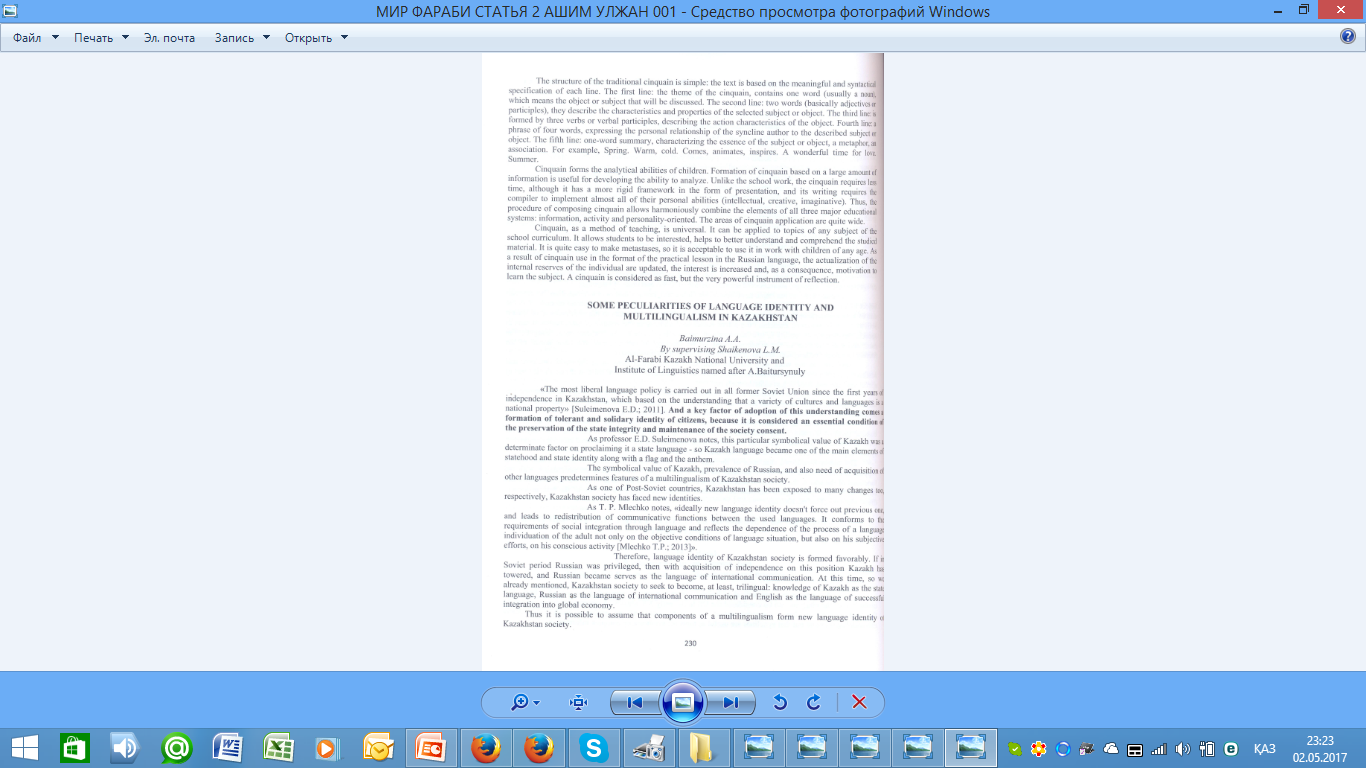 МИР ФАРАБИ СТАТЬЯ 2 АШИМ УЛЖАН 001 - Средство просмотра фотографий Windows
Файл Печать Эл. почта Запись Открыть
The structure of the traditional cinquain is simple: the text is based on the meaningful and syntactical
specification of each line. The first line: the theme of the cinquain, contains one word (usually a noun,
which means the object or subject that will be discussed. The second line: two words (basically adjectives or
participles), they describe the characteristics and properties of the selected subject or object. The third line is
formed by three verbs or verbal participles, describing the action characteristics of the object. Fourth line: a
phrase of four words, expressing the personal relationship of the syncline author to the described subject or
object. The fifth line: one-word summary, characterizing the essence of the subject or object, a metaphor, an
association. For example, Spring. Warm, cold. Comes, animates, inspires. A wonderful time for love.
Summer.
Cinquain forms the analytical abilities of children. Formation of cinquain based on a large amount of
information is useful for developing the ability to analyze. Unlike the school work, the cinquain requires less
time, although it has a more rigid framework in the form of presentation, and its writing requires the
compiler to implement almost all of their personal abilities (intellectual, creative, imaginative). Thus, the
procedure of composing cinquain allows harmoniously combine the elements of all three major educational
systems: information, activity and personality-oriented. The areas of cinquain application are quite wide.
Cinquain, as a method of teaching, is universal. It can be applied to topics of any subject of the
school curriculum. It allows students to be interested, helps to better understand and comprehend the studied
material. It is quite easy to make metastases, so it is acceptable to use it in work with children of any age. As
a result of cinquain use in the format of the practical lesson in the Russian language, the actualization of the
internal reserves of the individual are updated, the interest is increased and, as a consequence, motivation to
learn the subject. A cinquain is considered as fast, but the very powerful instrument of reflection.
SOME PECULIARITIES OF LANGUAGE IDENTITY AND
MULTILINGUALISM IN KAZAKHSTAN
Baimurzina A.A.
By supervising Shaikenova L.M.
Al-Farabi Kazakh National University and
Institute of Linguistics named after A.Baitursynuly
«The most liberal language policy is carried out in all former Soviet Union since the first years of
independence in Kazakhstan, which based on the understanding that a variety of cultures and languages is a
national property» [Suleimenova E.D.; 2011]. And a key factor of adoption of this understanding comes
formation of tolerant and solidary identity of citizens, because it is considered an essential condition of
the preservation of the state integrity and maintenance of the society consent.
As professor E.D. Suleimenova notes, this particular symbolical value of Kazakh was a
determinate factor on proclaiming it a state language - so Kazakh language became one of the main elements of
statehood and state identity along with a flag and the anthem.
The symbolical value of Kazakh, prevalence of Russian, and also need of acquisition of
other languages predetermines features of a multilingualism of Kazakhstan society.
As one of Post-Soviet countries, Kazakhstan has been exposed to many changes too,
respectively, Kazakhstan society has faced new identities.
As T. P. Mlechko notes, «ideally new language identity doesn't force out previous one,
and leads to redistribution of communicative functions between the used languages. It conforms to the
requirements of social integration through language and reflects the dependence of the process of a language
individuation of the adult not only on the objective conditions of language situation, but also on his subjective
efforts, on his conscious activity [Mlechko T.P.; 2013]».
Therefore, language identity of Kazakhstan society is formed favorably. If in
Soviet period Russian was privileged, then with acquisition of independence on this position Kazakh has
towered, and Russian became serves as the language of international communication. At this time, so we
already mentioned, Kazakhstan society to seek to become, at least, trilingual: knowledge of Kazakh as the state
language, Russian as the language of international communication and English as the language of successful
integration into global economy.
Thus it is possible to assume that components of a multilingualism form new language identity of
Kazakhstan society.
230
ҚАЗ
23:23
02.05.2017